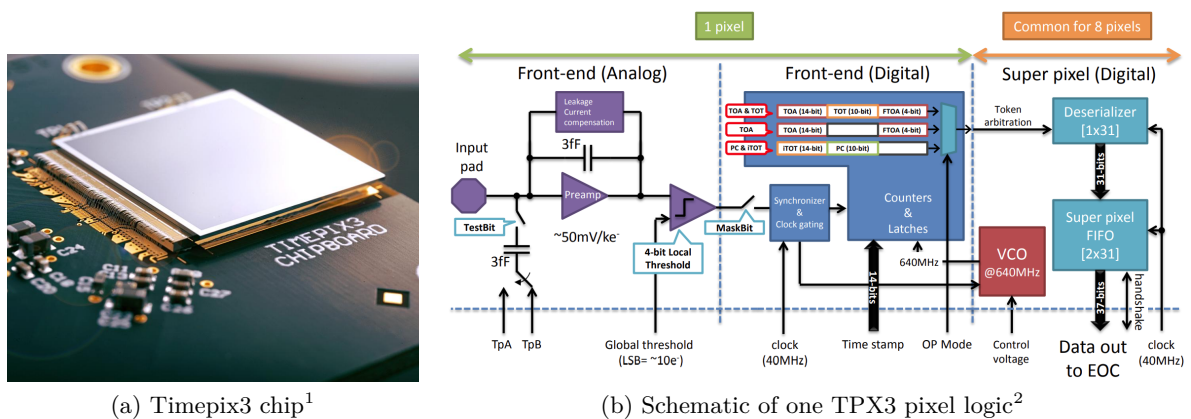 1 pixel
Common for 8 pixels
Front-end (Analog)
Front-end (Digital)
Super pixel (Digital)
Leakage
Current
compensation
3fF
Input
pad
Preamp
~50mV/ke⁻
TestBit
3fF
4-bit Local
Threshold
MaskBit
TOA & TOT
TOA (14-bit)
TOT (10-bit)
FTOA (4-bit)
TOA
TOA (14-bit)
FTOA (4-bit)
PC & iTOT
iTOT (14-bit)
PC (10-bit)
Synchronizer
&
Clock gating
Counters
&
Latches
640MHz
14-bits
Token
arbitration
Deserializer
[1x31]
31-bits
Super pixel
FIFO
[2x31]
VCO
@640MHz
37-bits
handshake
TpA
TpB
Global threshold
(LSB= ~10e⁻)
clock
(40MHz)
Time stamp
OP Mode
Control
voltage
Data out
to EOC
clock
(40MHz)
TIMEPIX3
CHIPBOARD
(a) Timepix3 chip¹
(b) Schematic of one TPX3 pixel logic²